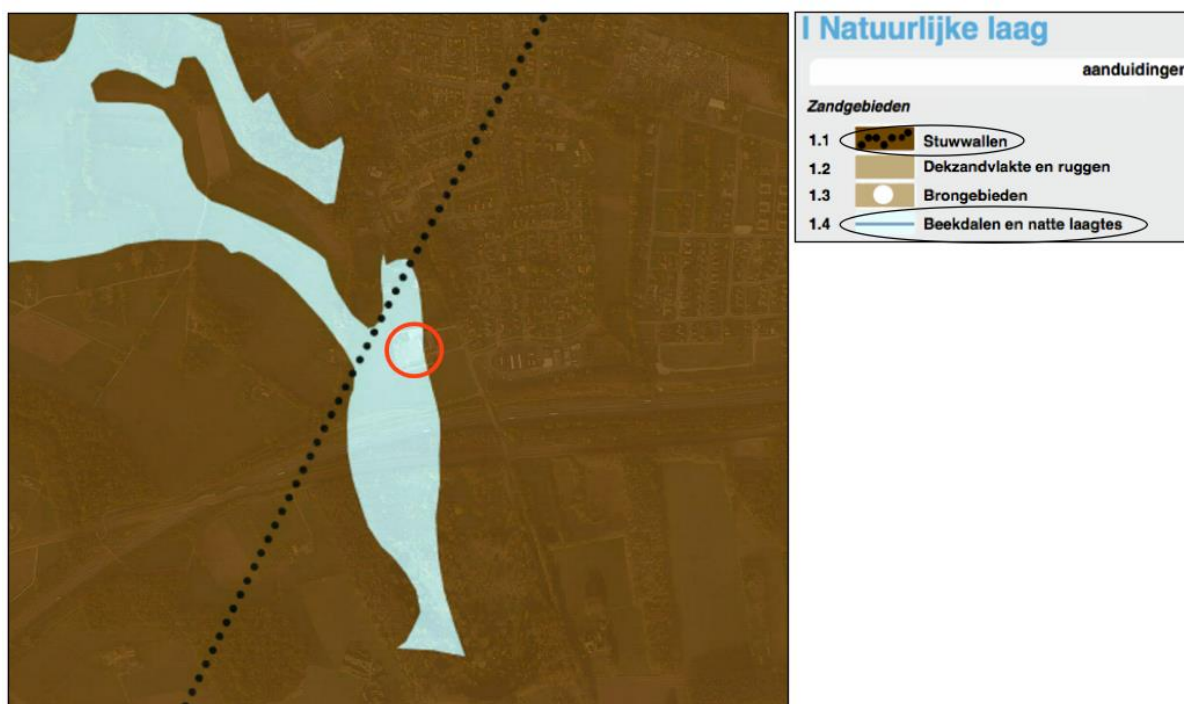 I Natuurlijke laag
aanduidingen
Zandgebieden
1.1 Stuwwallen
1.2 Dekzandvlakte en ruggen
1.3 Brongebieden
1.4 Beekdalen en natte laagtes